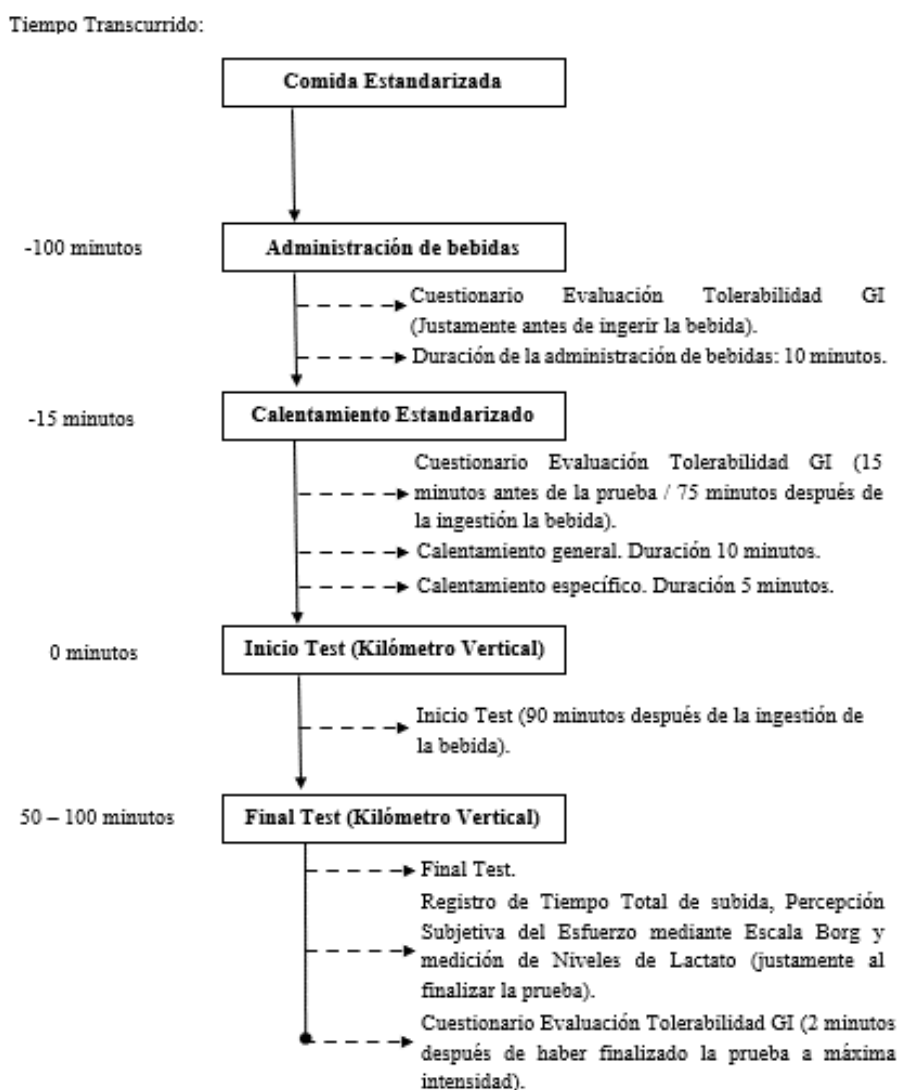 Tiempo Transcurrido:
Comida Estandarizada
-100 minutos
Administración de bebidas
Cuestionario Evaluación Tolerabilidad GI
(Justamente antes de ingerir la bebida).
Duración de la administración de bebidas: 10 minutos.
-15 minutos
Calentamiento Estandarizado
Cuestionario Evaluación Tolerabilidad GI (15
minutos antes de la prueba / 75 minutos después de
la ingestión la bebida).
Calentamiento general. Duración 10 minutos.
Calentamiento específico. Duración 5 minutos.
0 minutos
Inicio Test (Kilómetro Vertical)
Inicio Test (90 minutos después de la ingestión de
la bebida).
50 – 100 minutos
Final Test (Kilómetro Vertical)
Final Test.
Registro de Tiempo Total de subida, Percepción
Subjetiva del Esfuerzo mediante Escala Borg y
medición de Niveles de Lactato (justamente al
finalizar la prueba).
Cuestionario Evaluación Tolerabilidad GI (2 minutos
después de haber finalizado la prueba a máxima
intensidad).